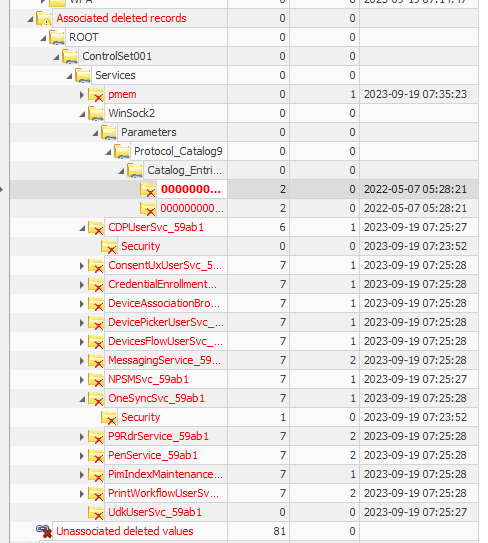 WPA 0 0 2023-09-19 07:14:47
Associated deleted records 0 0
ROOT 0 0
ControlSet001 0 0
Services 0 0
pmem 0 1 2023-09-19 07:35:23
WinSock2 0 0
Parameters 0 0
Protocol_Catalog9 0 0
Catalog_Entri... 0 0
00000000... 2 0 2022-05-07 05:28:21
000000000... 2 0 2022-05-07 05:28:21
CDPUserSvc_59ab1 6 1 2023-09-19 07:25:27
Security 0 0 2023-09-19 07:23:52
ConsentUxUserSvc_5... 7 1 2023-09-19 07:25:28
CredentialEnrollment... 7 1 2023-09-19 07:25:28
DeviceAssociationBro... 7 1 2023-09-19 07:25:28
DevicePickerUserSvc_... 7 1 2023-09-19 07:25:28
DevicesFlowUserSvc_... 7 1 2023-09-19 07:25:28
MessagingService_59... 7 2 2023-09-19 07:25:28
NPSMSvc_59ab1 7 1 2023-09-19 07:25:27
OneSyncSvc_59ab1 7 1 2023-09-19 07:25:28
Security 1 0 2023-09-19 07:23:52
P9RdrService_59ab1 7 2 2023-09-19 07:25:28
PenService_59ab1 7 2 2023-09-19 07:25:28
PimIndexMaintenance... 7 1 2023-09-19 07:25:28
PrintWorkflowUserSv... 7 2 2023-09-19 07:25:28
UdkUserSvc_59ab1 0 0 2023-09-19 07:25:27
Unassociated deleted values 81 0